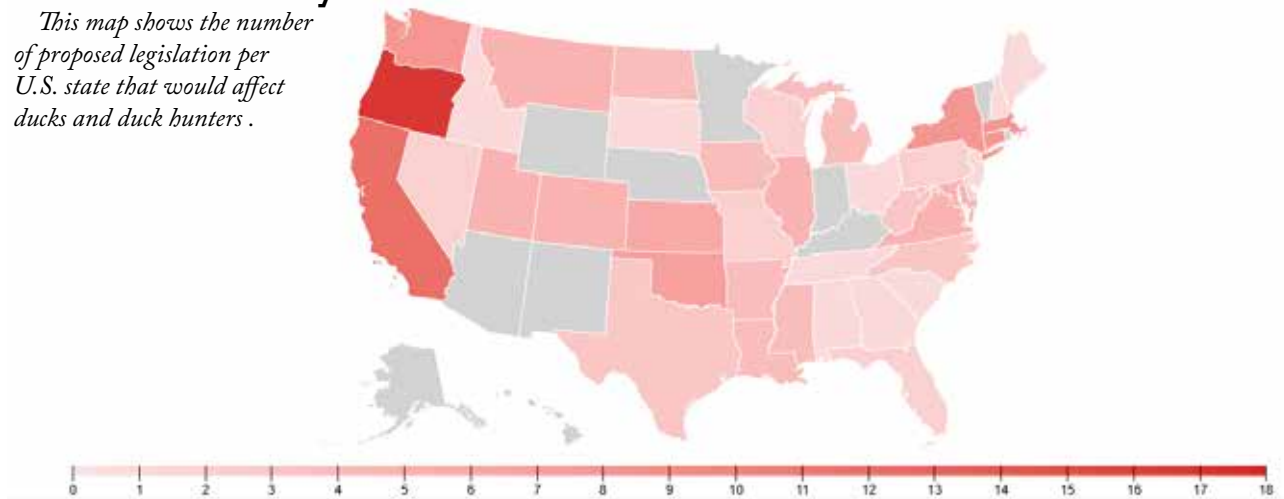 This map shows the number
of proposed legislation per
U.S. state that would affect
ducks and duck hunters .
0 1 2 3 4 5 6 7 8 9 10 11 12 13 14 15 16 17 18